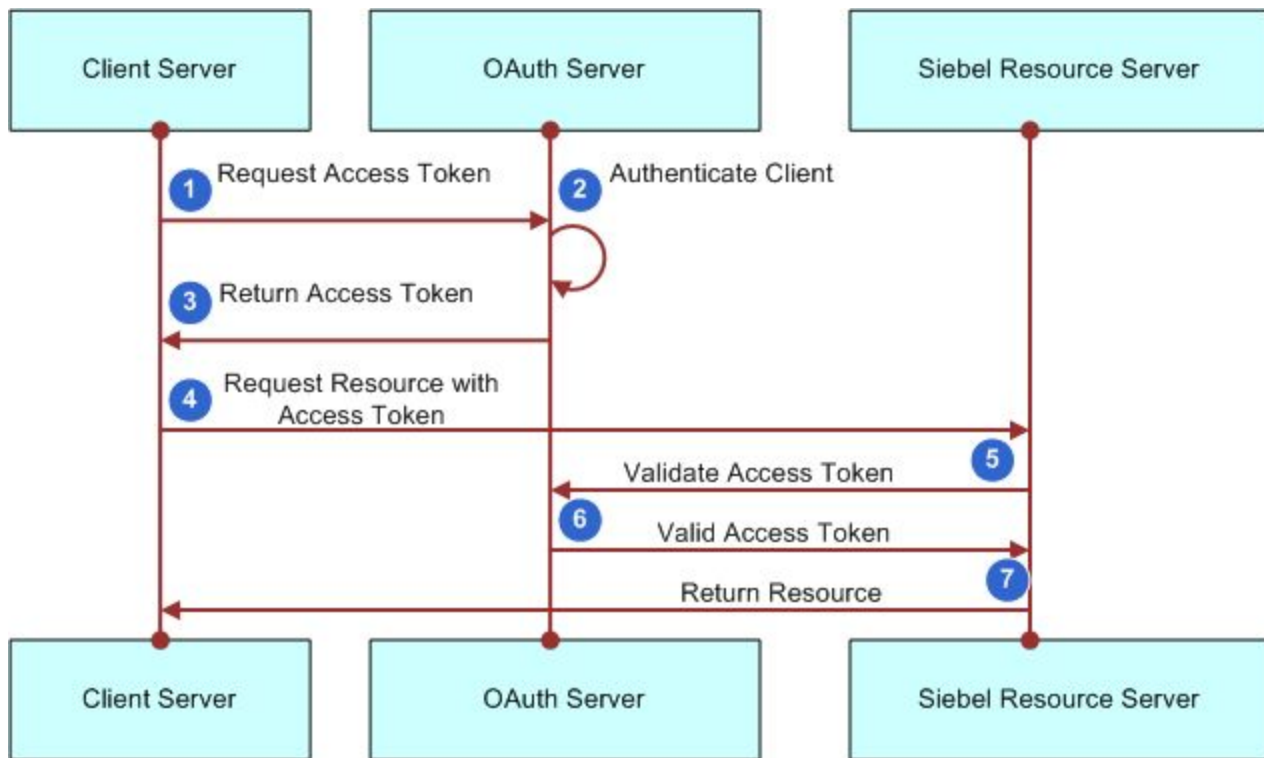 Client Server
OAuth Server
Siebel Resource Server
1
Request Access Token
2
Authenticate Client
3
Return Access Token
4
Request Resource with
Access Token
5
Validate Access Token
6
Valid Access Token
7
Return Resource
Client Server
OAuth Server
Siebel Resource Server